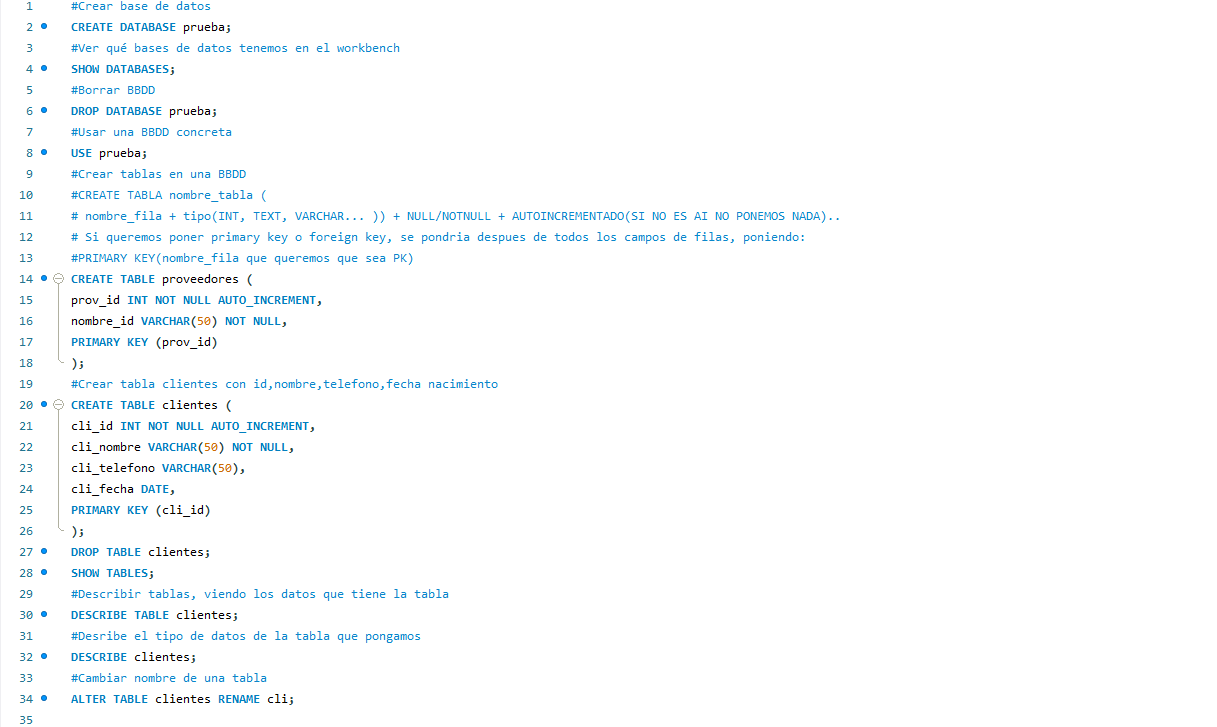 1 #Crear base de datos
2 CREATE DATABASE prueba;
3 #Ver qué bases de datos tenemos en el workbench
4 SHOW DATABASES;
5 #Borrar BBDD
6 DROP DATABASE prueba;
7 #Usar una BBDD concreta
8 USE prueba;
9 #Crear tablas en una BBDD
10 #CREATE TABLA nombre_tabla (
11 # nombre_fila + tipo(INT, TEXT, VARCHAR... )) + NULL/NOTNULL + AUTOINCREMENTADO(SI NO ES AI NO PONEMOS NADA)..
12 # Si queremos poner primary key o foreign key, se pondria despues de todos los campos de filas, poniendo:
13 #PRIMARY KEY(nombre_fila que queremos que sea PK)
14 CREATE TABLE proveedores (
15 prov_id INT NOT NULL AUTO_INCREMENT,
16 nombre_id VARCHAR(50) NOT NULL,
17 PRIMARY KEY (prov_id)
18 );
19 #Crear tabla clientes con id,nombre,telefono,fecha nacimiento
20 CREATE TABLE clientes (
21 cli_id INT NOT NULL AUTO_INCREMENT,
22 cli_nombre VARCHAR(50) NOT NULL,
23 cli_telefono VARCHAR(50),
24 cli_fecha DATE,
25 PRIMARY KEY (cli_id)
26 );
27 DROP TABLE clientes;
28 SHOW TABLES;
29 #Describir tablas, viendo los datos que tiene la tabla
30 DESCRIBE TABLE clientes;
31 #Desribe el tipo de datos de la tabla que pongamos
32 DESCRIBE clientes;
33 #Cambiar nombre de una tabla
34 ALTER TABLE clientes RENAME cli;
35